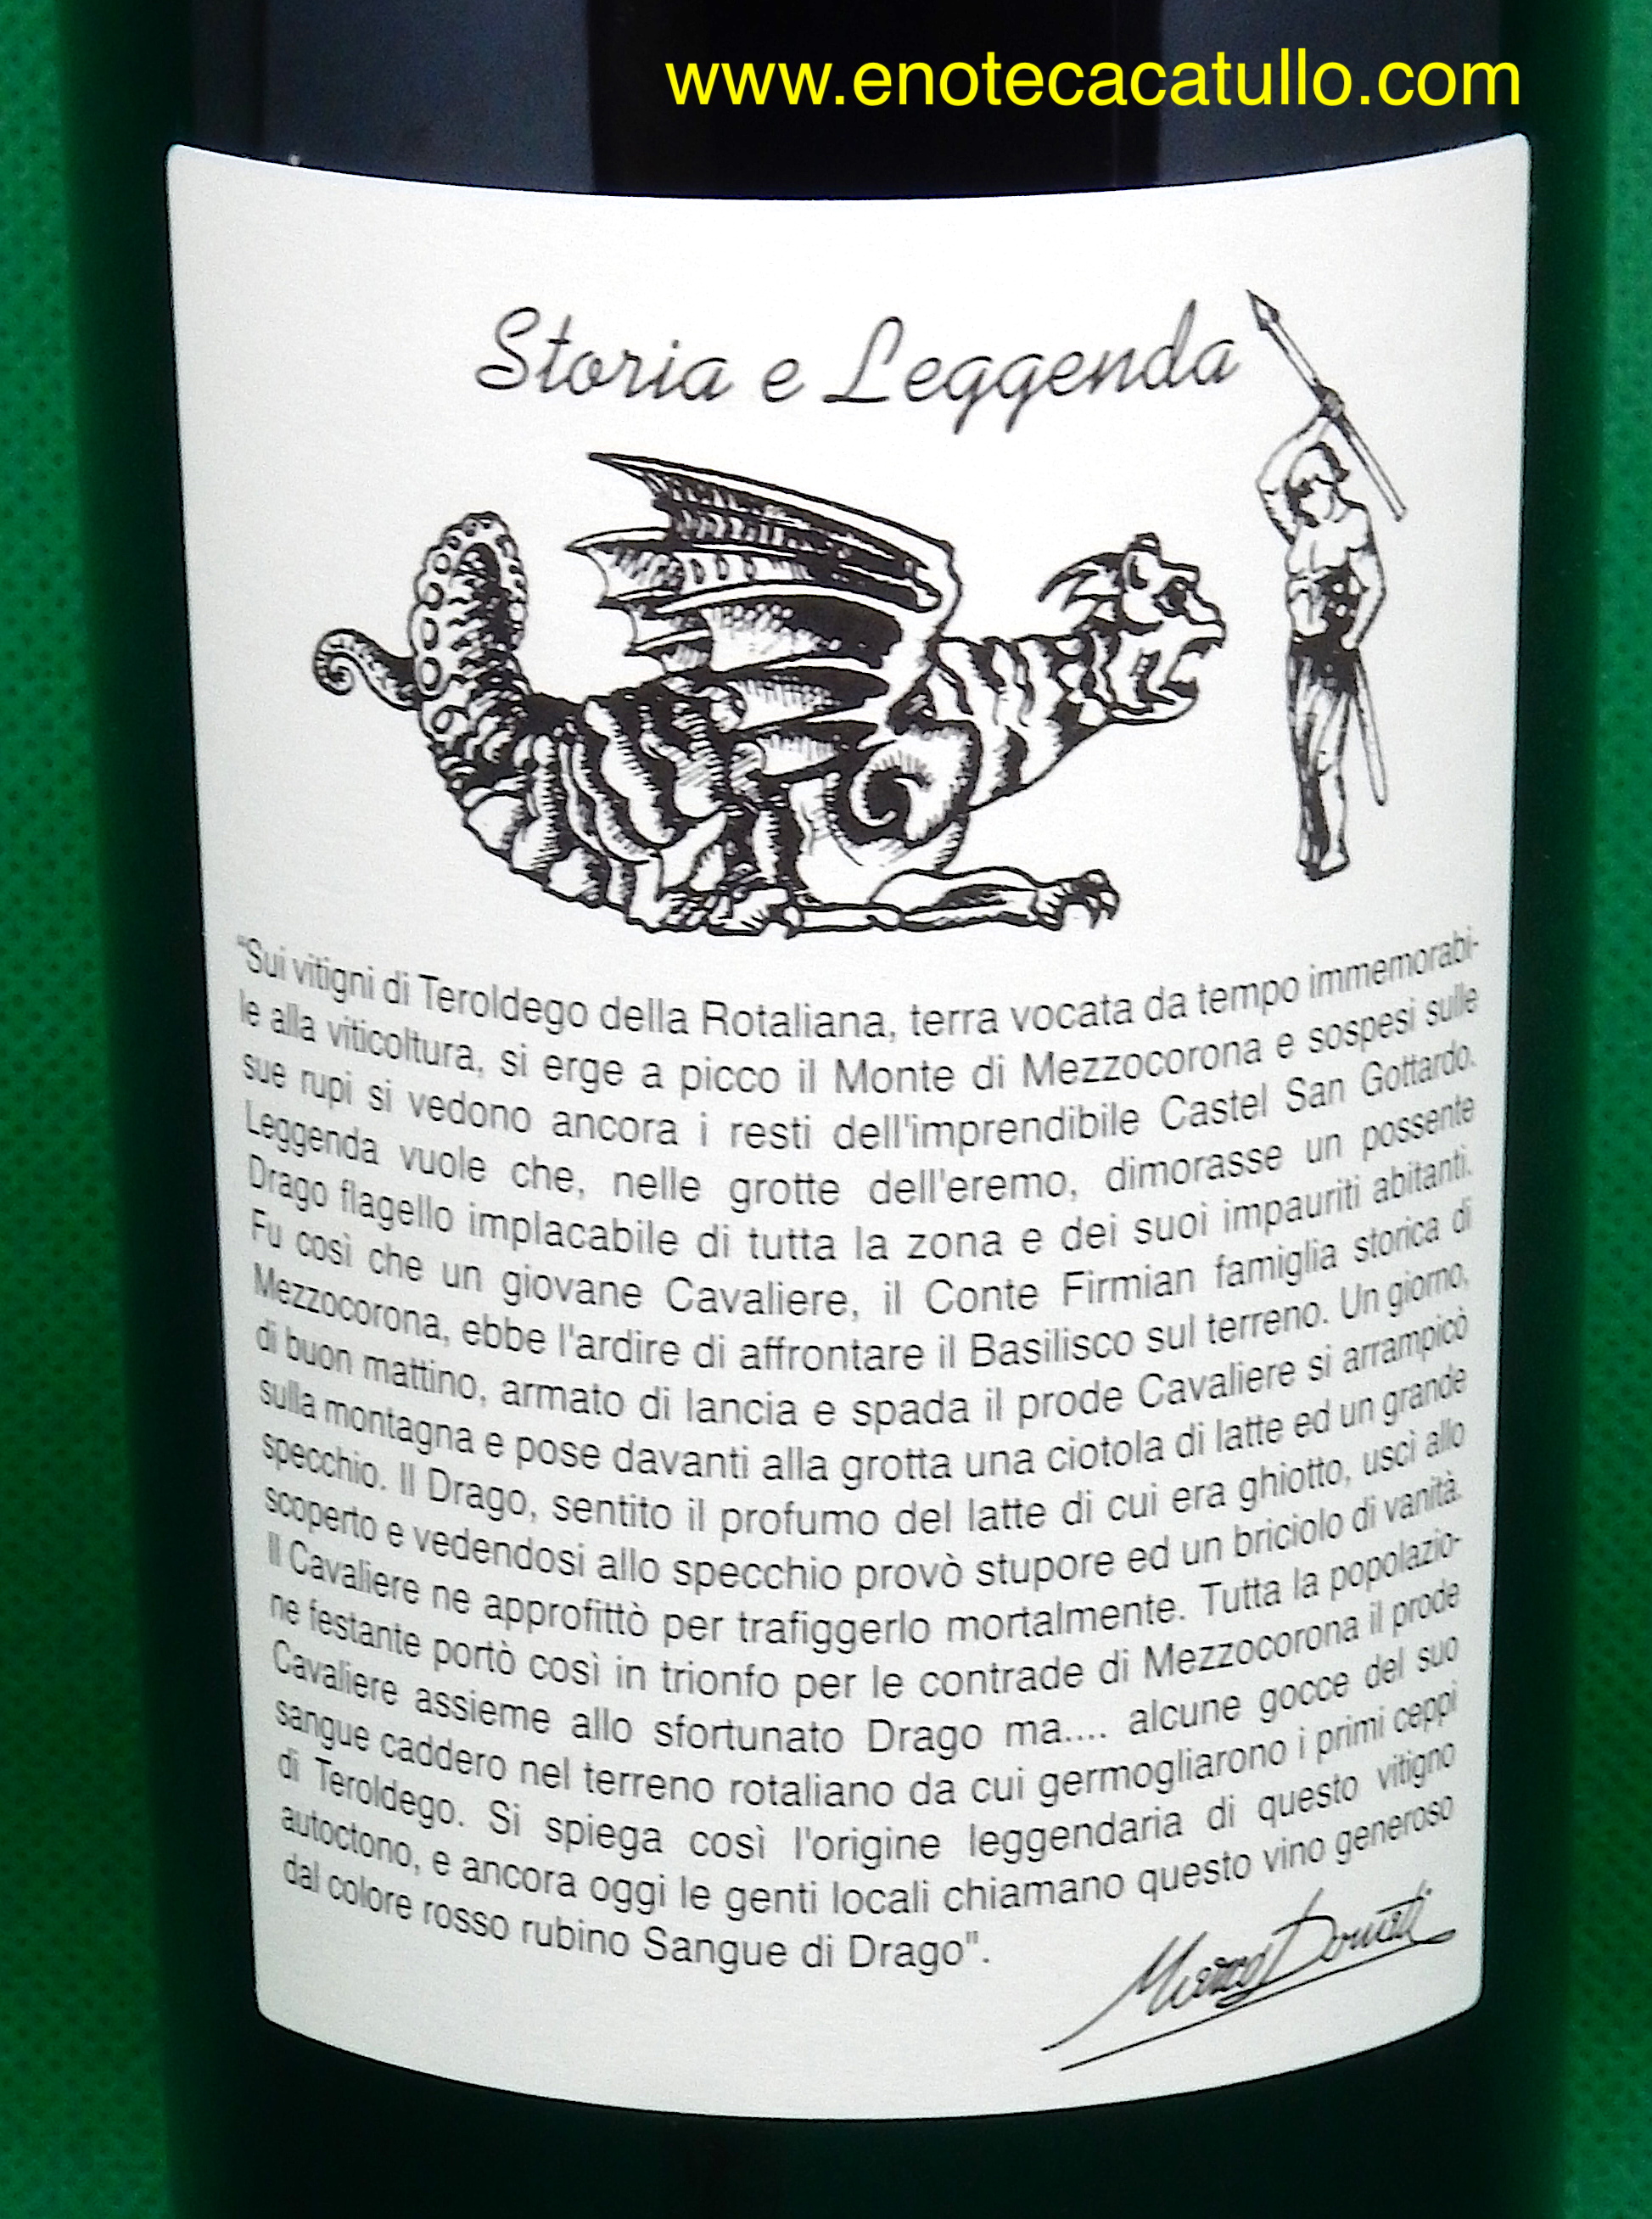 www.enotecacatullo.com
Storia e Leggenda
"Sui vitigni di Teroldego della Rotaliana, terra vocata da tempo immemorabi-
le alla viticoltura, si erge a picco il Monte di Mezzocorona e sospesi sulle
sue rupi si vedono ancora i resti dell'imprendibile Castel San Gottardo.
Leggenda vuole che, nelle grotte dell'eremo, dimorasse un possente
Drago flagello implacabile di tutta la zona e dei suoi impauriti abitanti.
Fu così che un giovane Cavaliere, il Conte Firmian famiglia storica di
Mezzocorona, ebbe l'ardire di affrontare il Basilisco sul terreno. Un giorno,
di buon mattino, armato di lancia e spada il prode Cavaliere si arrampicò
sulla montagna e pose davanti alla grotta una ciotola di latte ed un grande
specchio. Il Drago, sentito il profumo del latte di cui era ghiotto, uscì allo
scoperto e vedendosi allo specchio provò stupore ed un briciolo di vanità.
Il Cavaliere ne approfittò per trafiggerlo mortalmente. Tutta la popolazio-
ne festante portò così in trionfo per le contrade di Mezzocorona il prode
Cavaliere assieme allo sfortunato Drago ma.... alcune gocce del suo
sangue caddero nel terreno rotaliano da cui germogliarono i primi ceppi
di Teroldego. Si spiega così l'origine leggendaria di questo vitigno
autoctono, e ancora oggi le genti locali chiamano questo vino generoso
dal colore rosso rubino Sangue di Drago".
Marco Donati